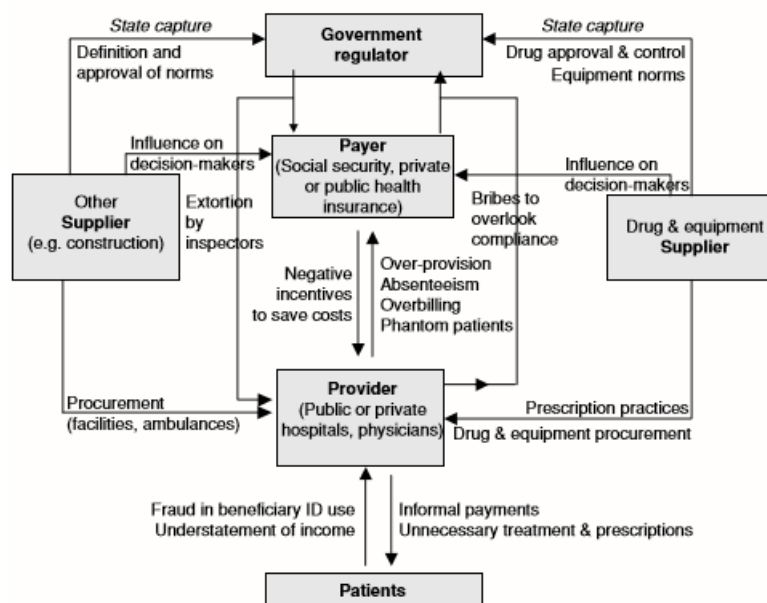 State capture
Definition and
approval of norms
Government
regulator
State capture
Drug approval & control
Equipment norms
Influence on
decision-makers
Payer
(Social security, private
or public health
insurance)
Influence on
decision-makers
Other
Supplier
(e.g. construction)
Extortion
by
inspectors
Bribes to
overlook
compliance
Drug & equipment
Supplier
Negative
incentives
to save costs
Over-provision
Absenteeism
Overbilling
Phantom patients
Procurement
(facilities, ambulances)
Provider
(Public or private
hospitals, physicians)
Prescription practices
Drug & equipment procurement
Fraud in beneficiary ID use
Understatement of income
Informal payments
Unnecessary treatment & prescriptions
Patients